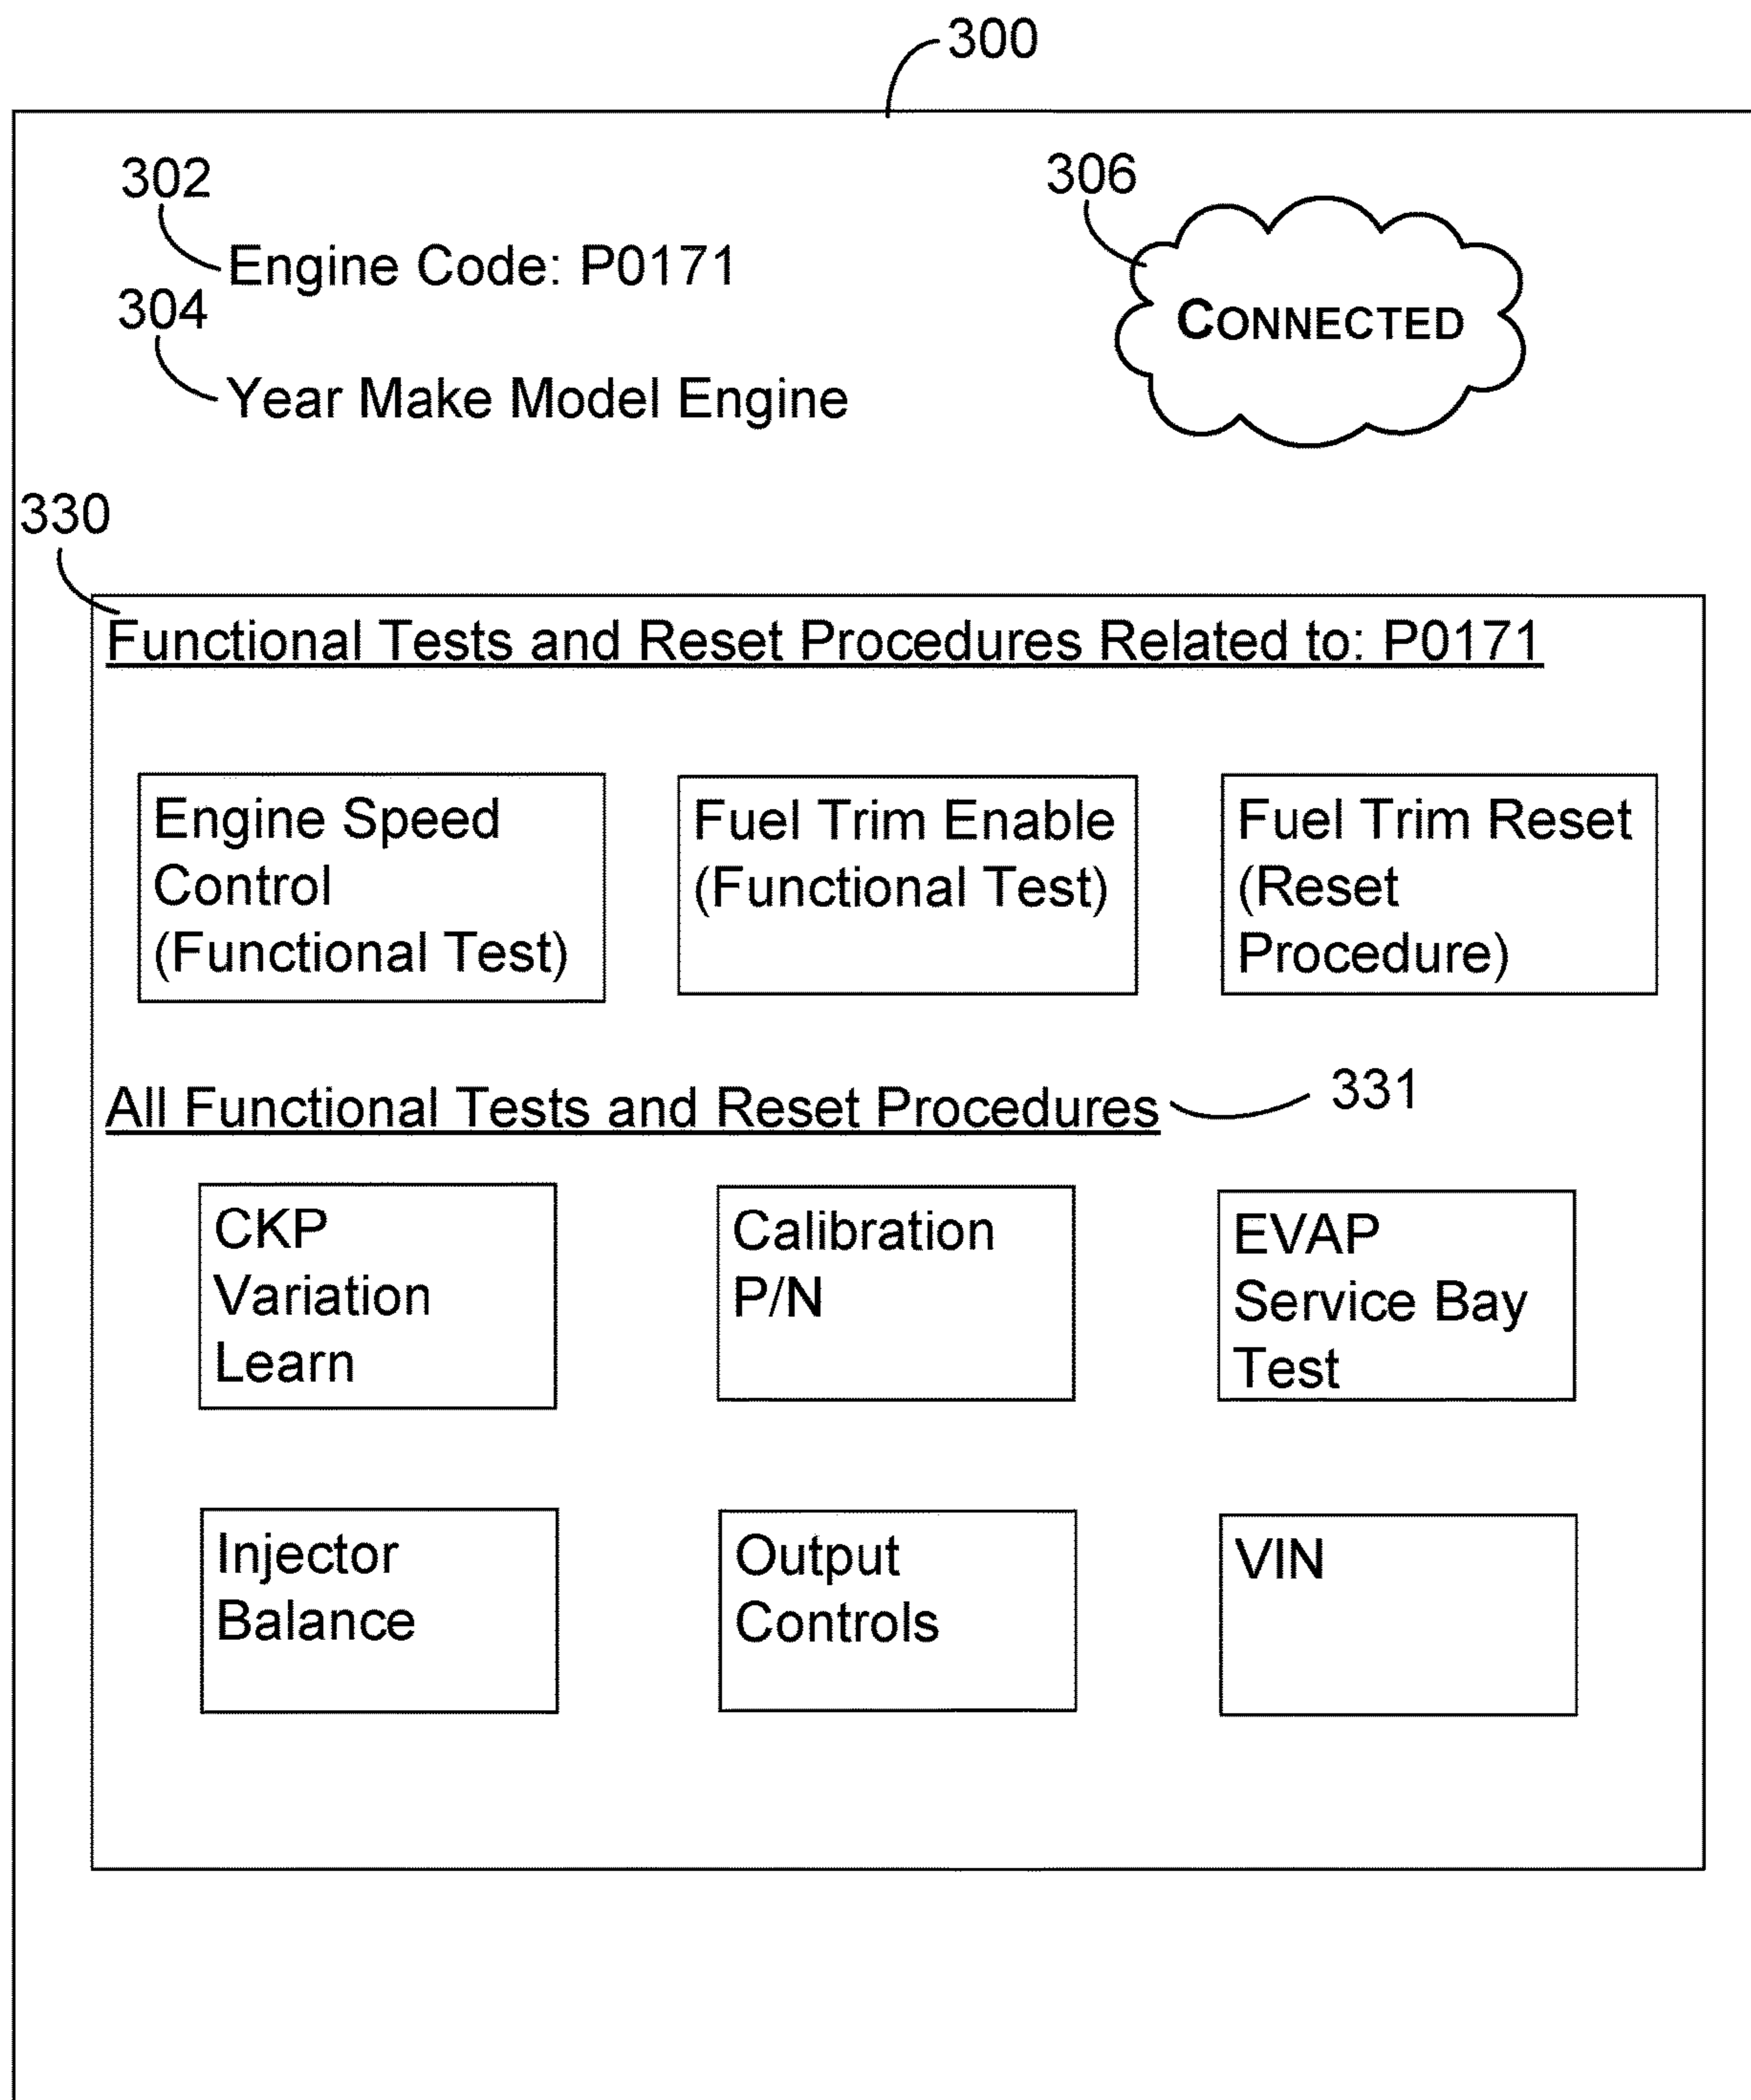 300
302
306
Engine Code: P0171
CONNECTED
304
Year Make Model Engine
330
Functional Tests and Reset Procedures Related to: P0171
Engine Speed
Control
(Functional Test)
Fuel Trim Enable
(Functional Test)
Fuel Trim Reset
(Reset
Procedure)
All Functional Tests and Reset Procedures
331
CKP
Variation
Learn
Calibration
P/N
EVAP
Service Bay
Test
Injector
Balance
Output
Controls
VIN